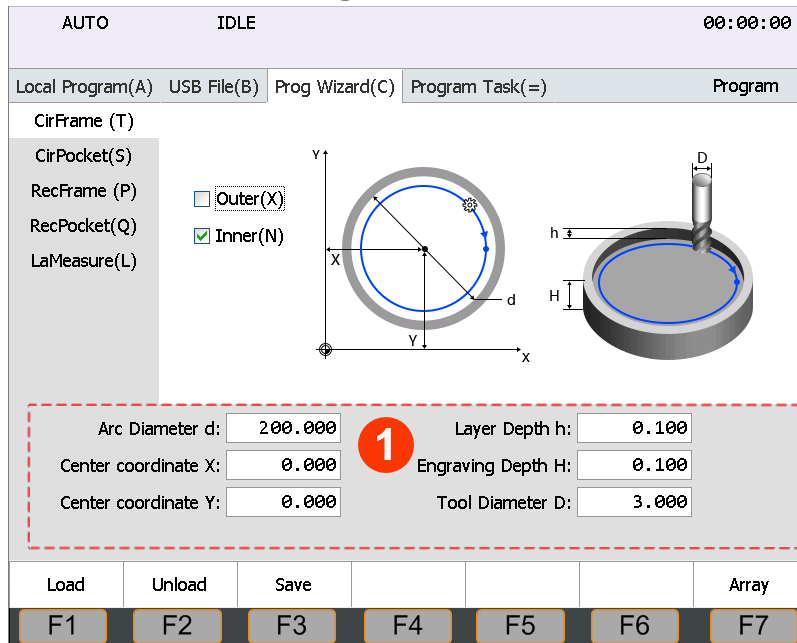 AUTO IDLE 00:00:00
Local Program(A) USB File(B) Prog Wizard(C) Program Task(=) Program
CirFrame (T)
CirPocket(S)
RecFrame (P)
RecPocket(Q)
LaMeasure(L)
Outer(X)
Inner(N)
Y
X
d
Y
X
D
h
H
Arc Diameter d: 200.000
Center coordinate X: 0.000
Center coordinate Y: 0.000
1
Layer Depth h: 0.100
Engraving Depth H: 0.100
Tool Diameter D: 3.000
Load Unload Save Array
F1 F2 F3 F4 F5 F6 F7